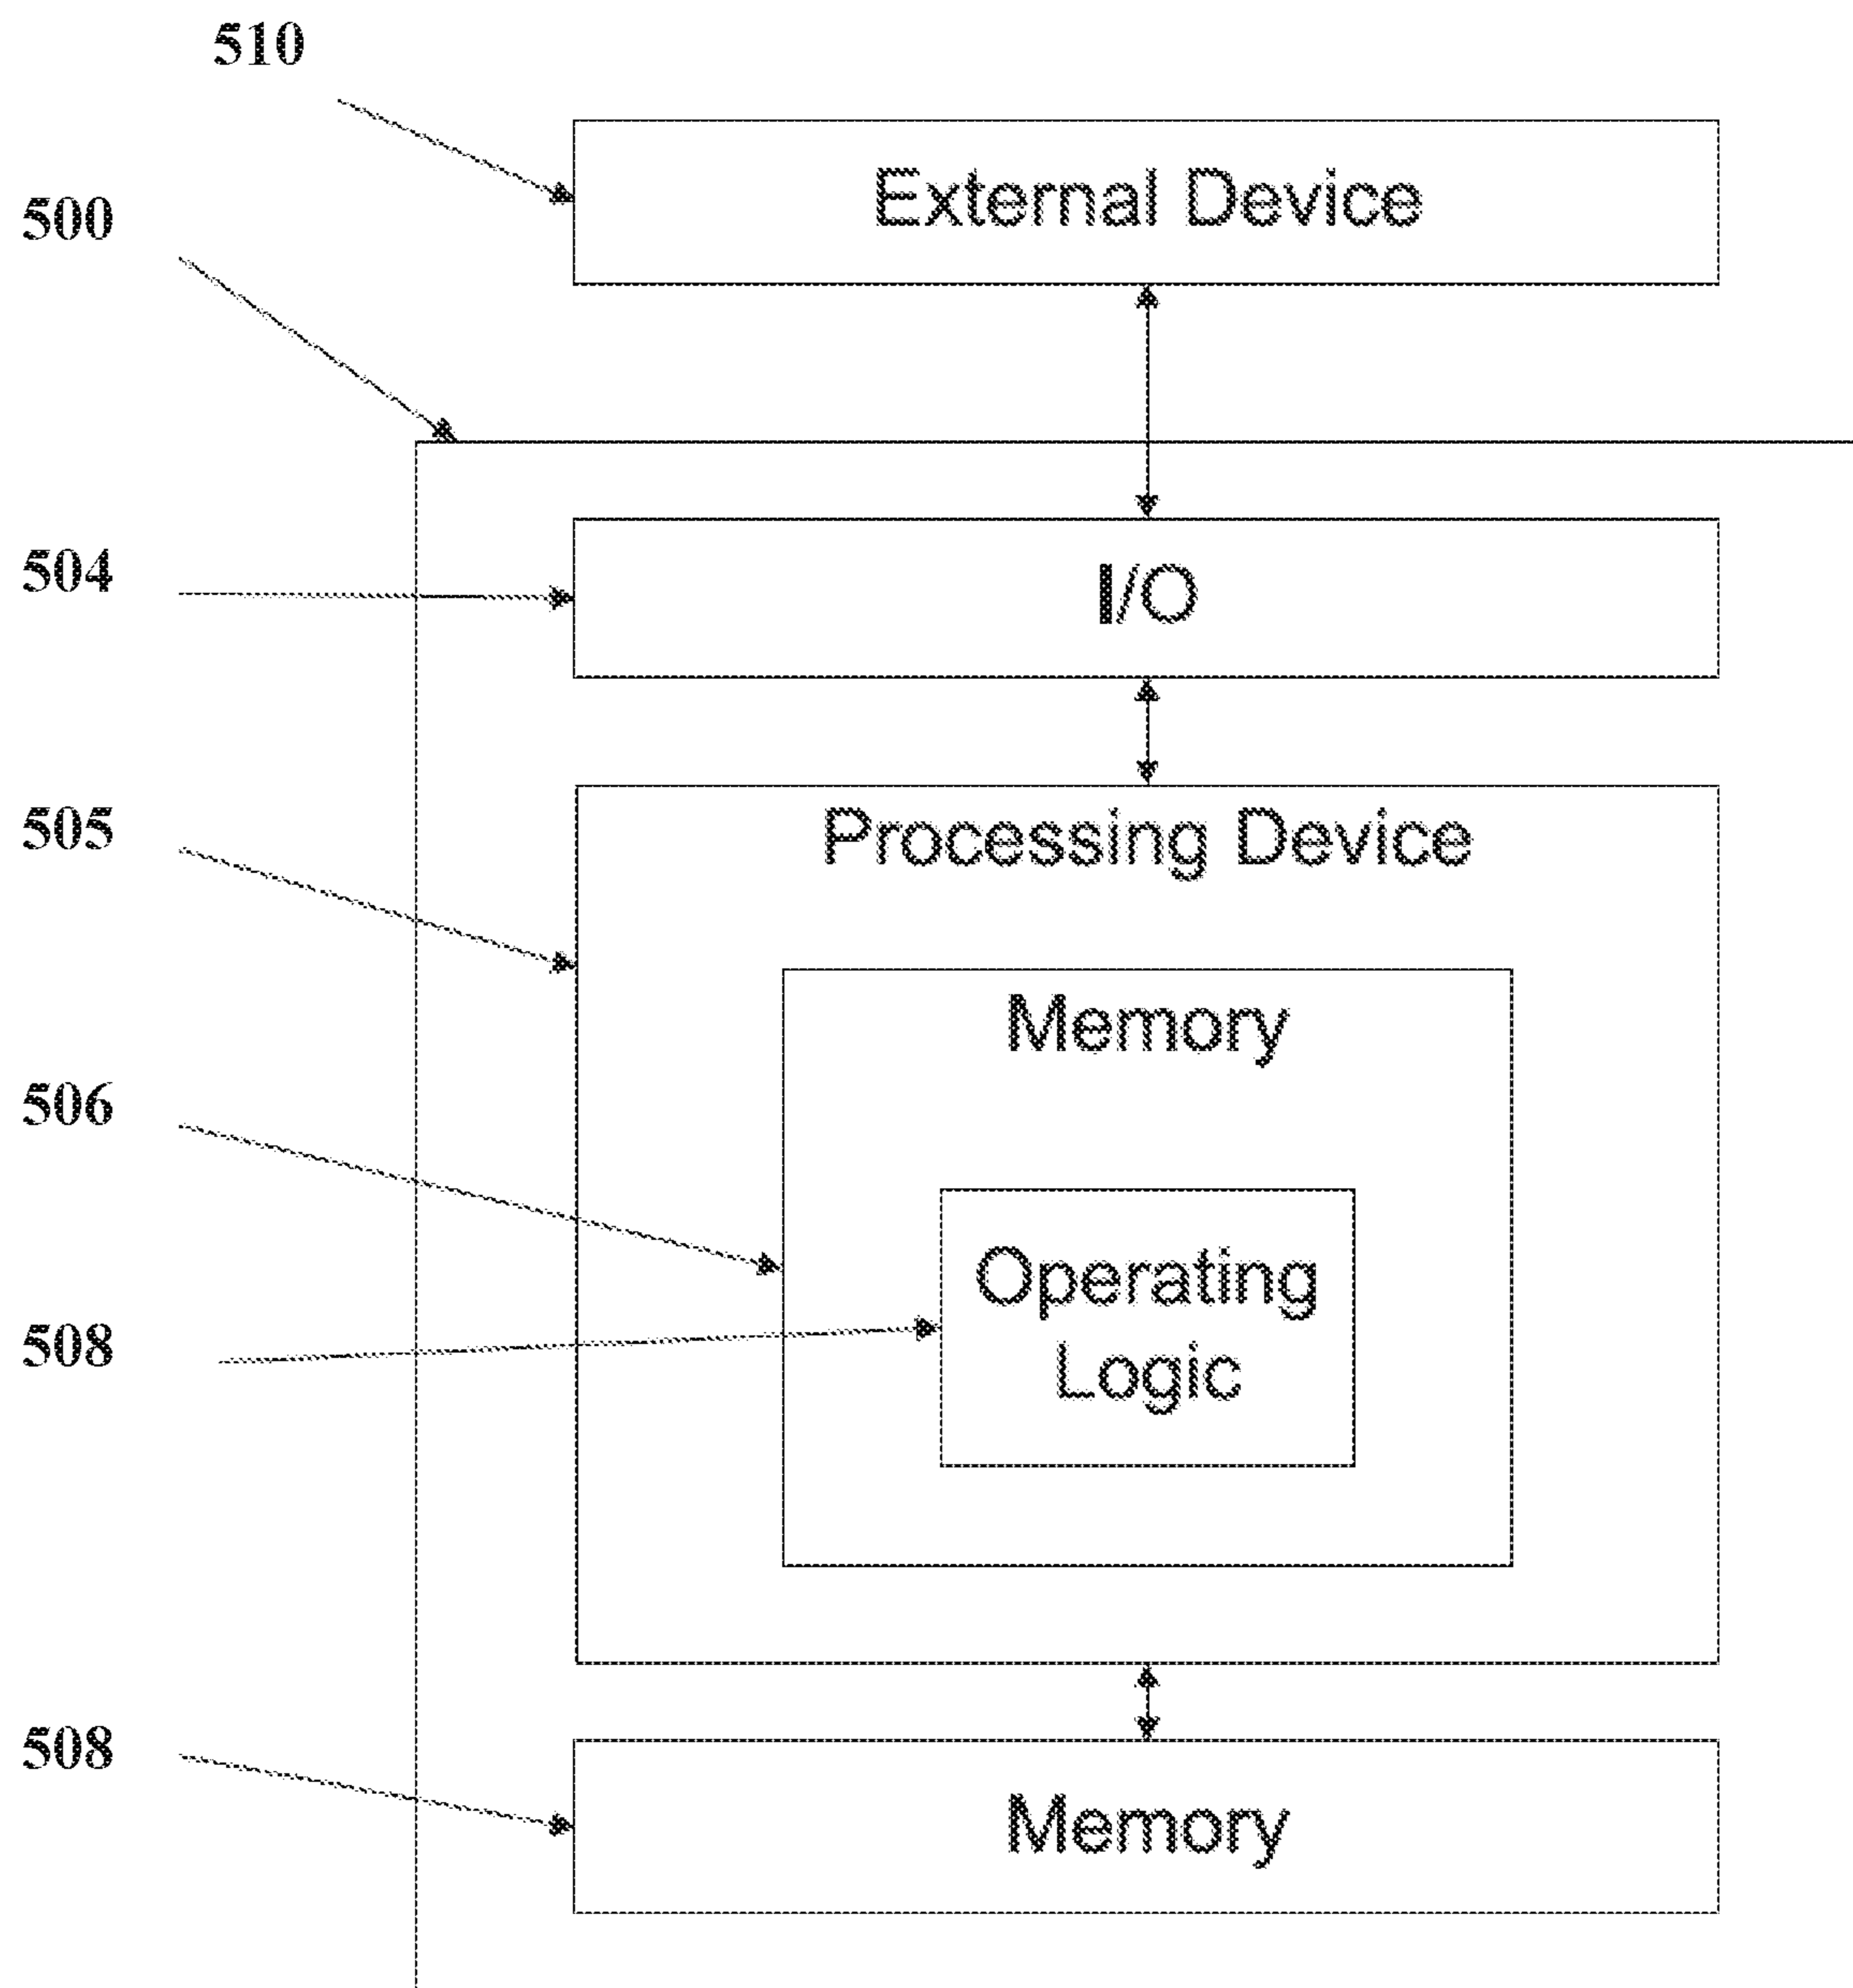 510
External Device
500
504
I/O
505
Processing Device
Memory
506
Operating
Logic
508
508
Memory